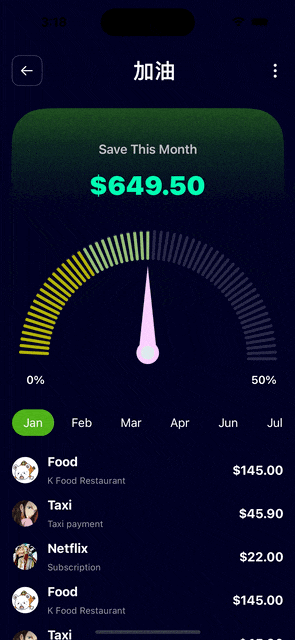 加油
Save This Month
$649.50
0%
50%
Jan Feb Mar Apr Jun Jul
Food
K Food Restaurant
$145.00
Taxi
Taxi payment
$45.90
Netflix
Subscription
$22.00
Food
K Food Restaurant
$145.00
Taxi